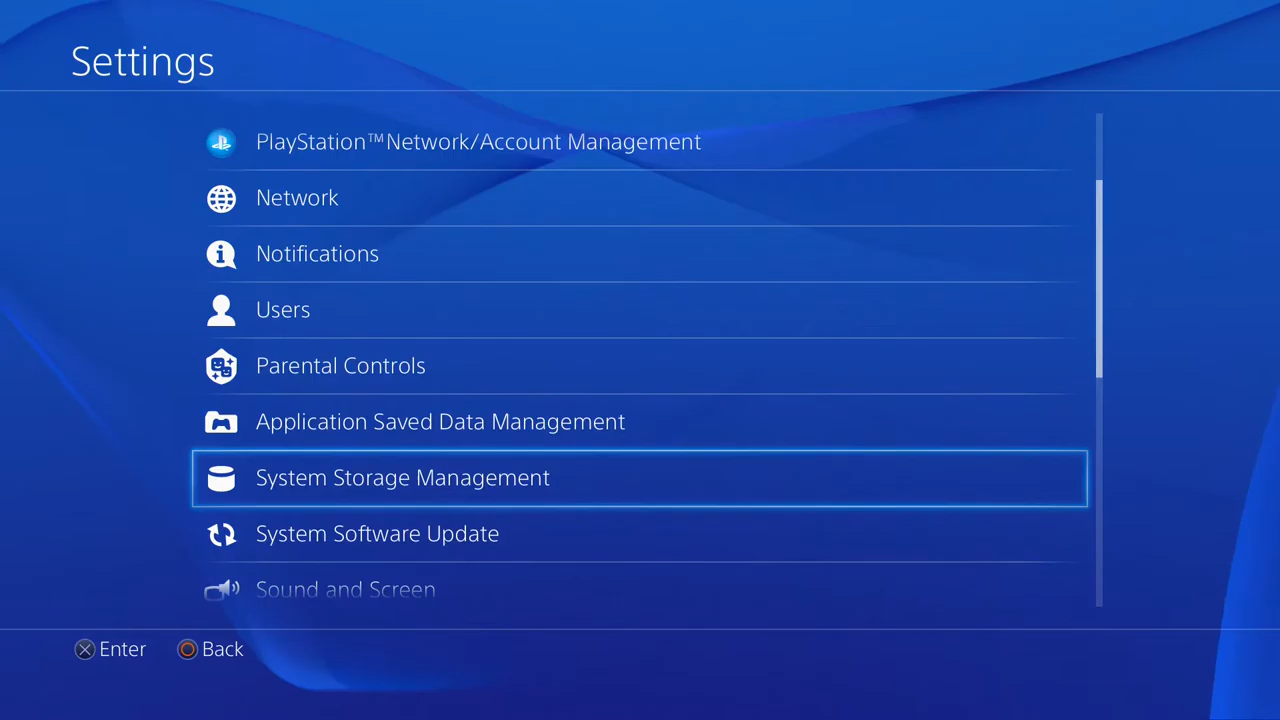 Settings
PlayStation™Network/Account Management
Network
Notifications
Users
Parental Controls
Application Saved Data Management
System Storage Management
System Software Update
Sound and Screen
Enter Back